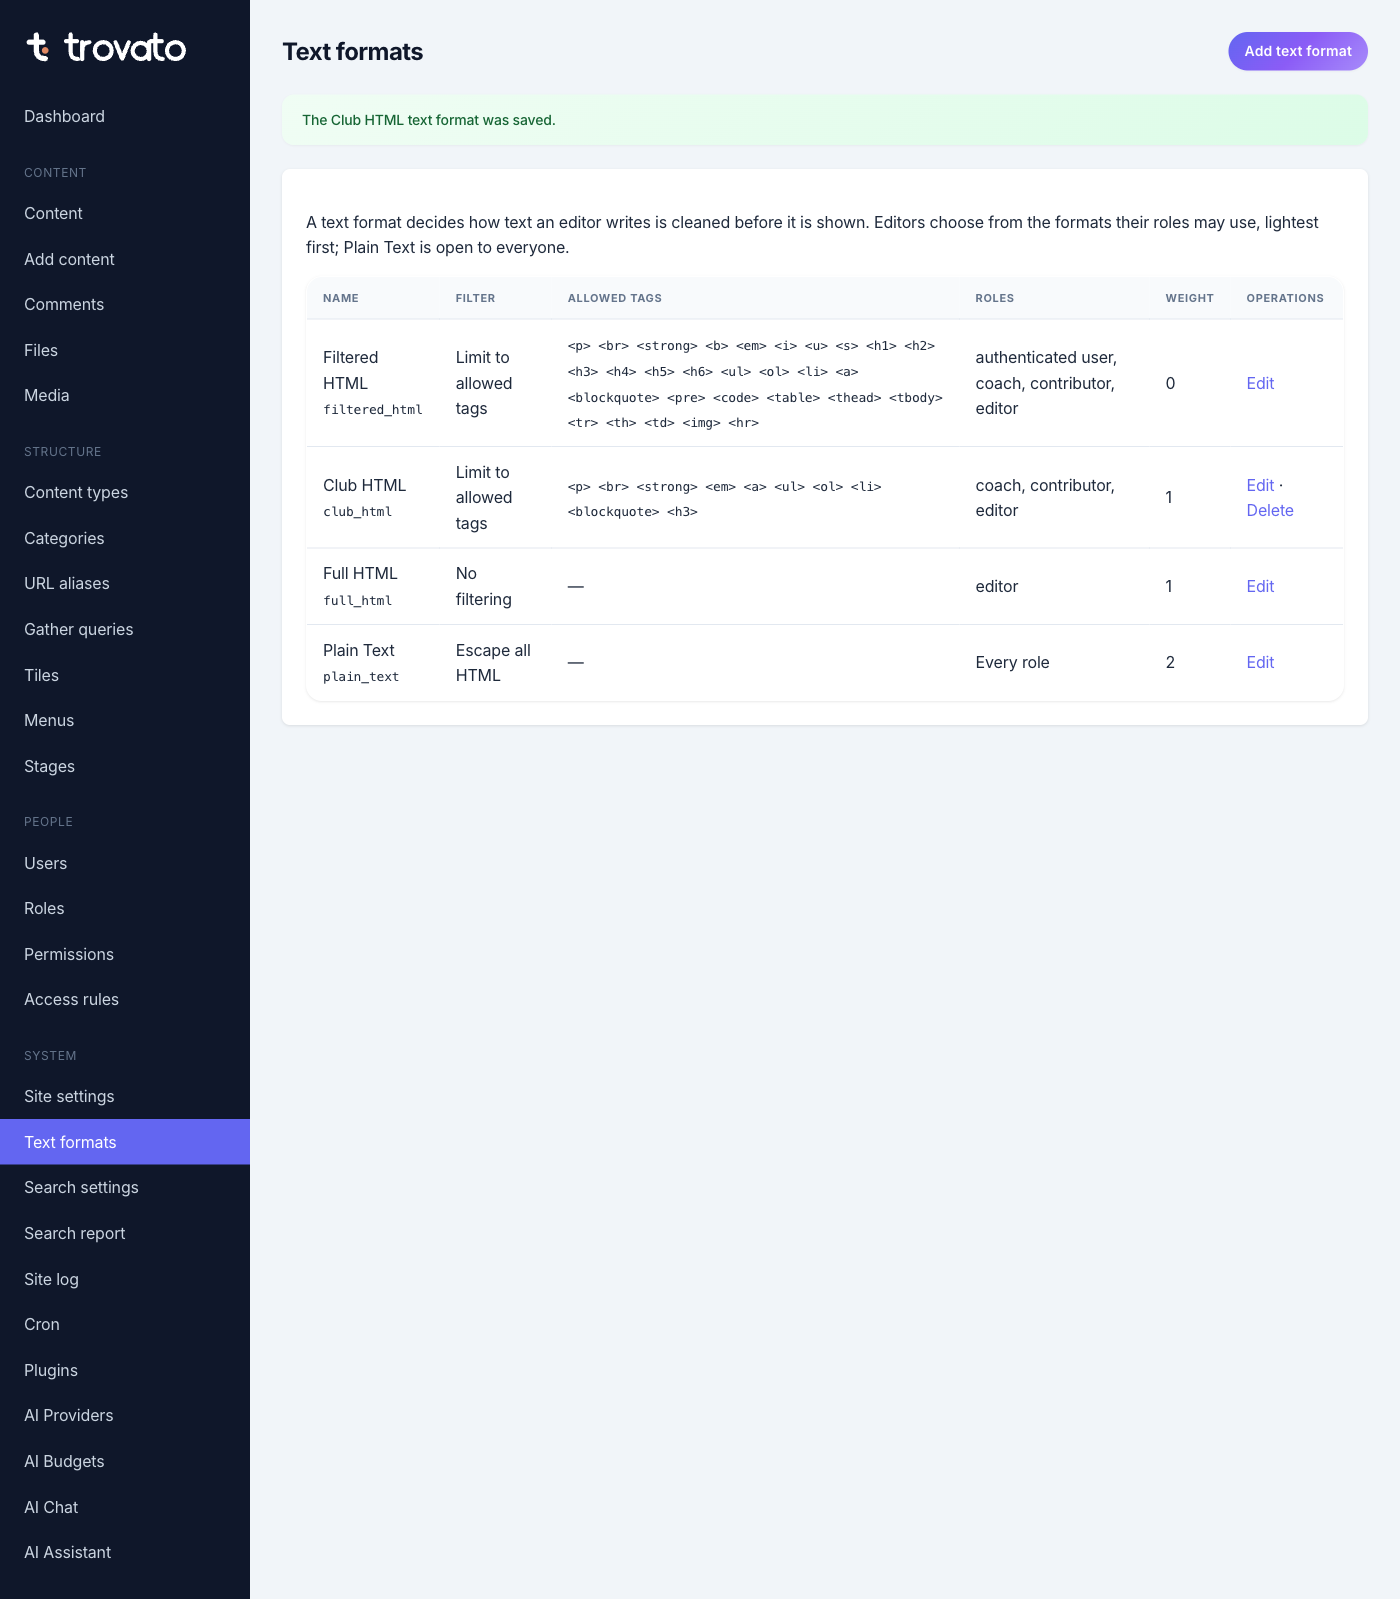 trovato
Dashboard
CONTENT
Content
Add content
Comments
Files
Media
STRUCTURE
Content types
Categories
URL aliases
Gather queries
Tiles
Menus
Stages
PEOPLE
Users
Roles
Permissions
Access rules
SYSTEM
Site settings
Text formats
Search settings
Search report
Site log
Cron
Plugins
AI Providers
AI Budgets
AI Chat
AI Assistant
Text formats
Add text format
The Club HTML text format was saved.
A text format decides how text an editor writes is cleaned before it is shown. Editors choose from the formats their roles may use, lightest
first; Plain Text is open to everyone.
NAME FILTER ALLOWED TAGS ROLES WEIGHT OPERATIONS
Filtered
HTML
filtered_html
Limit to
allowed
tags
<p> <br> <strong> <b> <em> <i> <u> <s> <h1> <h2>
<h3> <h4> <h5> <h6> <ul> <ol> <li> <a>
<blockquote> <pre> <code> <table> <thead> <tbody>
<tr> <th> <td> <img> <hr>
authenticated user,
coach, contributor,
editor
0
Edit
Club HTML
club_html
Limit to
allowed
tags
<p> <br> <strong> <em> <a> <ul> <ol> <li>
<blockquote> <h3>
coach, contributor,
editor
1
Edit ·
Delete
Full HTML
full_html
No
filtering
—
editor
1
Edit
Plain Text
plain_text
Escape all
HTML
—
Every role
2
Edit